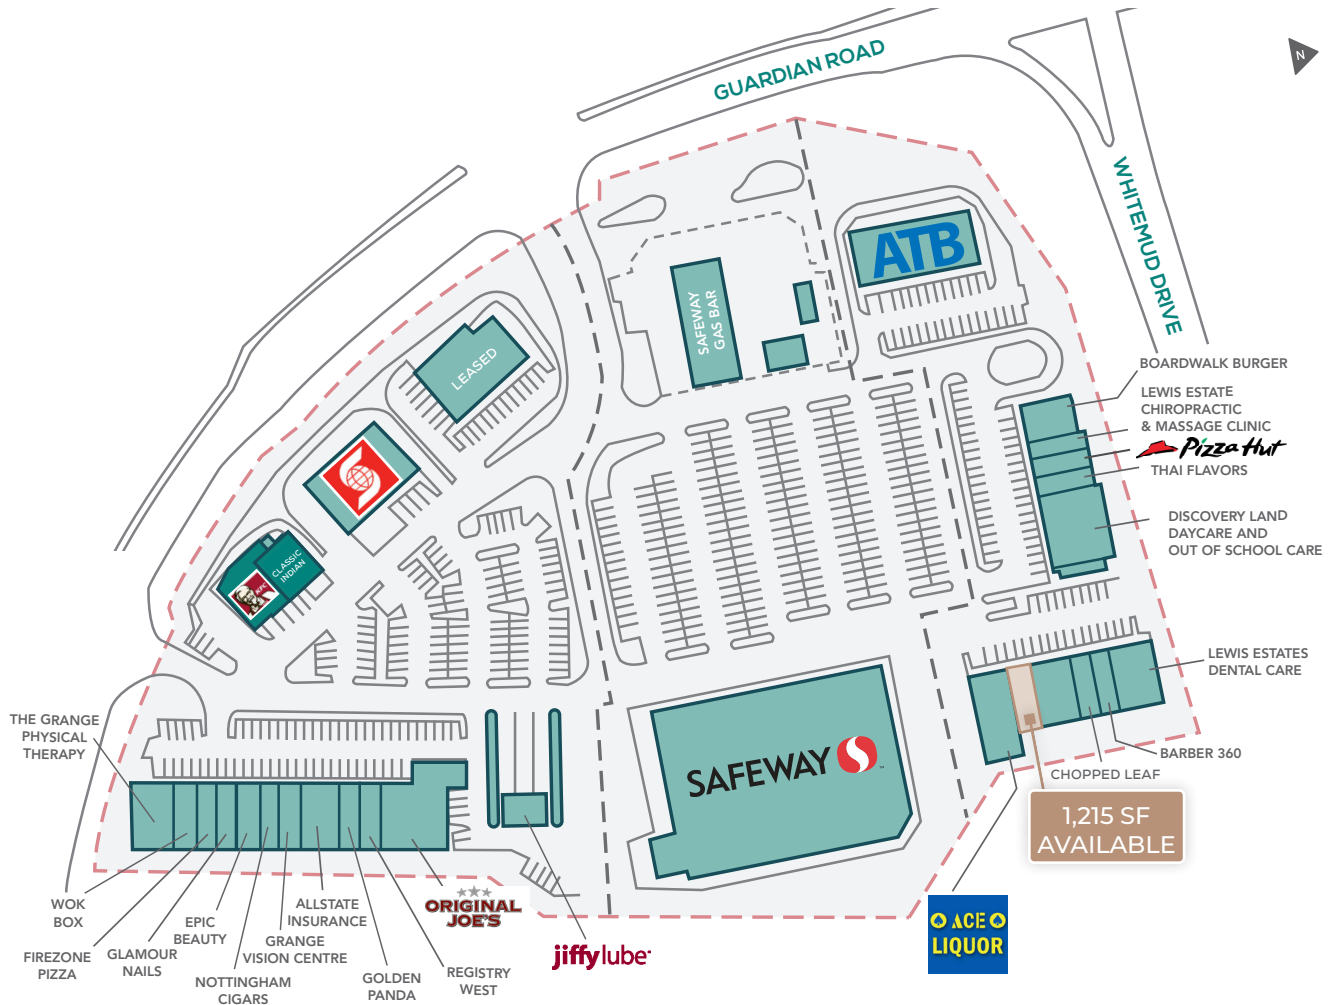 GUARDIAN ROAD
N
WHITEMUD DRIVE
ATB
SAFEWAY
GAS BAR
LEASED
CLASSIC
INDIAN
KFC
BOARDWALK BURGER
LEWIS ESTATE
CHIROPRACTIC
& MASSAGE CLINIC
Pizza Hut
THAI FLAVORS
DISCOVERY LAND
DAYCARE AND
OUT OF SCHOOL CARE
LEWIS ESTATES
DENTAL CARE
BARBER 360
CHOPPED LEAF
1,215 SF
AVAILABLE
SAFEWAY
ACE
LIQUOR
THE GRANGE
PHYSICAL
THERAPY
WOK
BOX
FIREZONE
PIZZA
GLAMOUR
NAILS
EPIC
BEAUTY
NOTTINGHAM
CIGARS
GRANGE
VISION CENTRE
ALLSTATE
INSURANCE
GOLDEN
PANDA
REGISTRY
WEST
ORIGINAL
JOE'S
jiffy lube